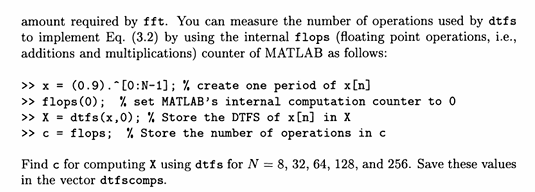 amount required by fft. You can measure the number of operations used by dtfs
to implement Eq. (3.2) by using the internal flops (floating point operations, i.e.,
additions and multiplications) counter of MATLAB as follows:
>> x = (0.9).^[0:N-1]; % create one period of x[n]
>> flops(0); % set MATLAB's internal computation counter to 0
>> X = dtfs(x,0); % Store the DTFS of x[n] in X
>> c = flops; % Store the number of operations in c
Find c for computing X using dtfs for N = 8, 32, 64, 128, and 256. Save these values
in the vector dtfscomps.